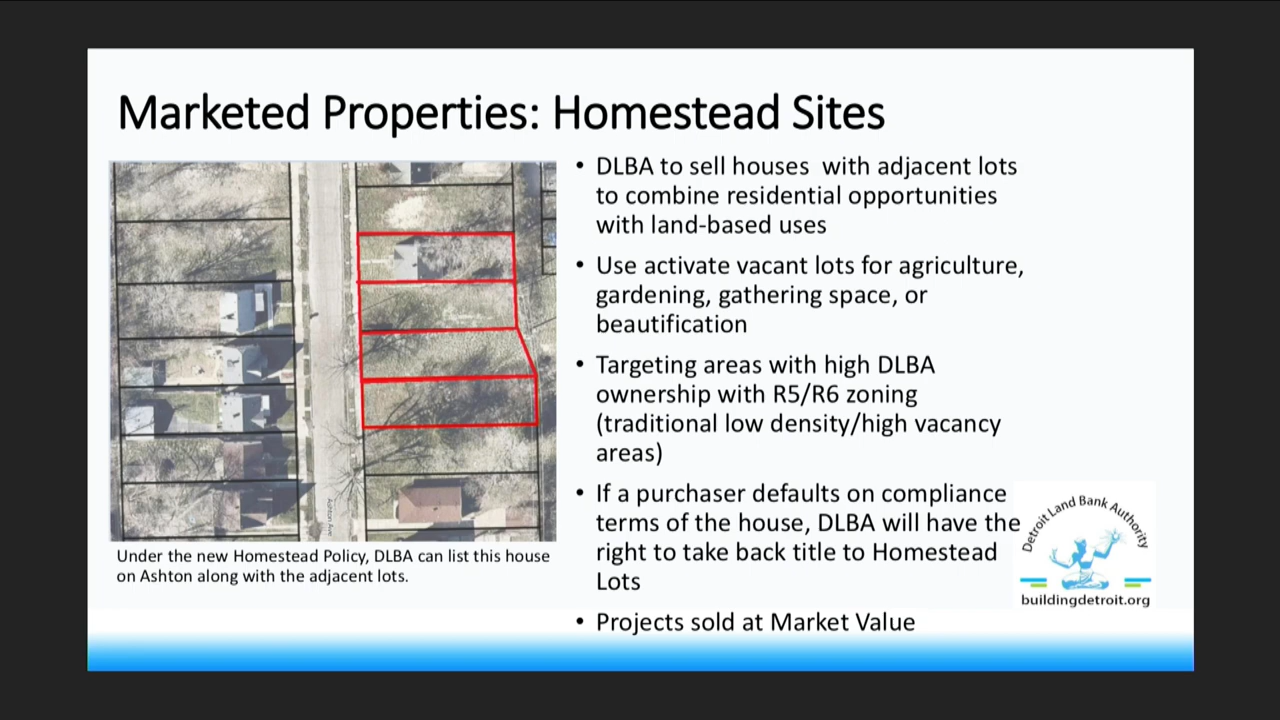 Marketed Properties: Homestead Sites
Ashton Ave
Under the new Homestead Policy, DLBA can list this house
on Ashton along with the adjacent lots.
• DLBA to sell houses with adjacent lots
to combine residential opportunities
with land-based uses
• Use activate vacant lots for agriculture,
gardening, gathering space, or
beautification
• Targeting areas with high DLBA
ownership with R5/R6 zoning
(traditional low density/high vacancy
areas)
• If a purchaser defaults on compliance
terms of the house, DLBA will have the
right to take back title to Homestead
Lots
• Projects sold at Market Value
Detroit Land Bank Authority
buildingdetroit.org